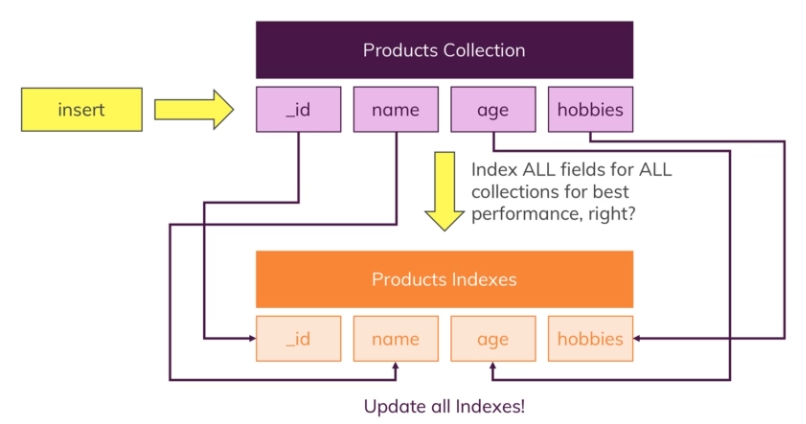 Products Collection
insert
_id
name
age
hobbies
Index ALL fields for ALL
collections for best
performance, right?
Products Indexes
_id
name
age
hobbies
Update all Indexes!